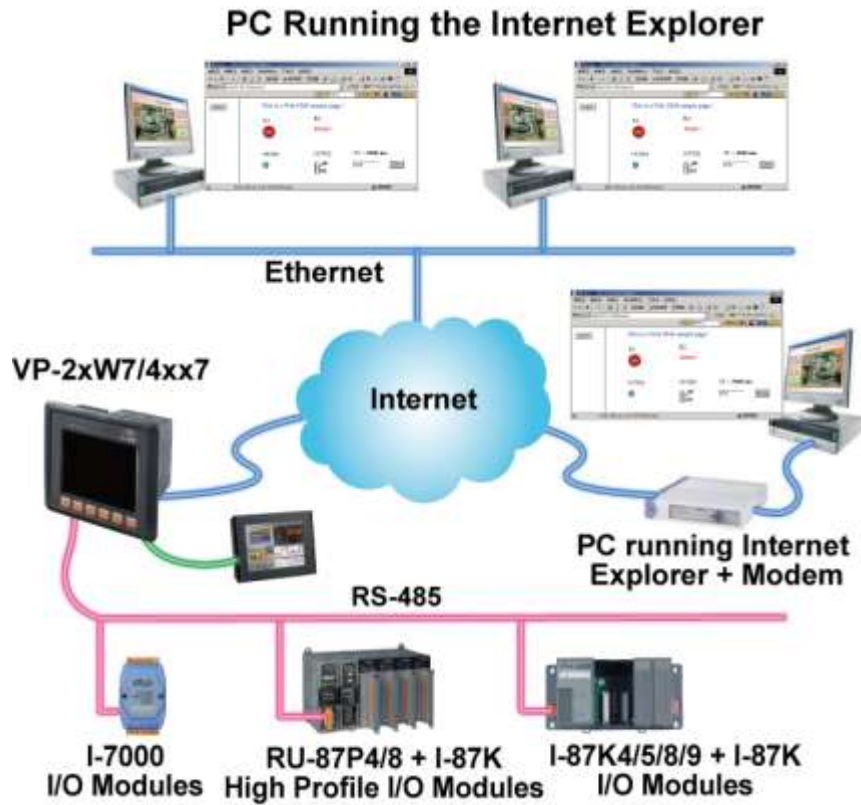 PC Running the Internet Explorer
Ethernet
VP-2xW7/4xx7
Internet
PC running Internet
Explorer + Modem
RS-485
I-7000
I/O Modules
RU-87P4/8 + I-87K
High Profile I/O Modules
I-87K4/5/8/9 + I-87K
I/O Modules